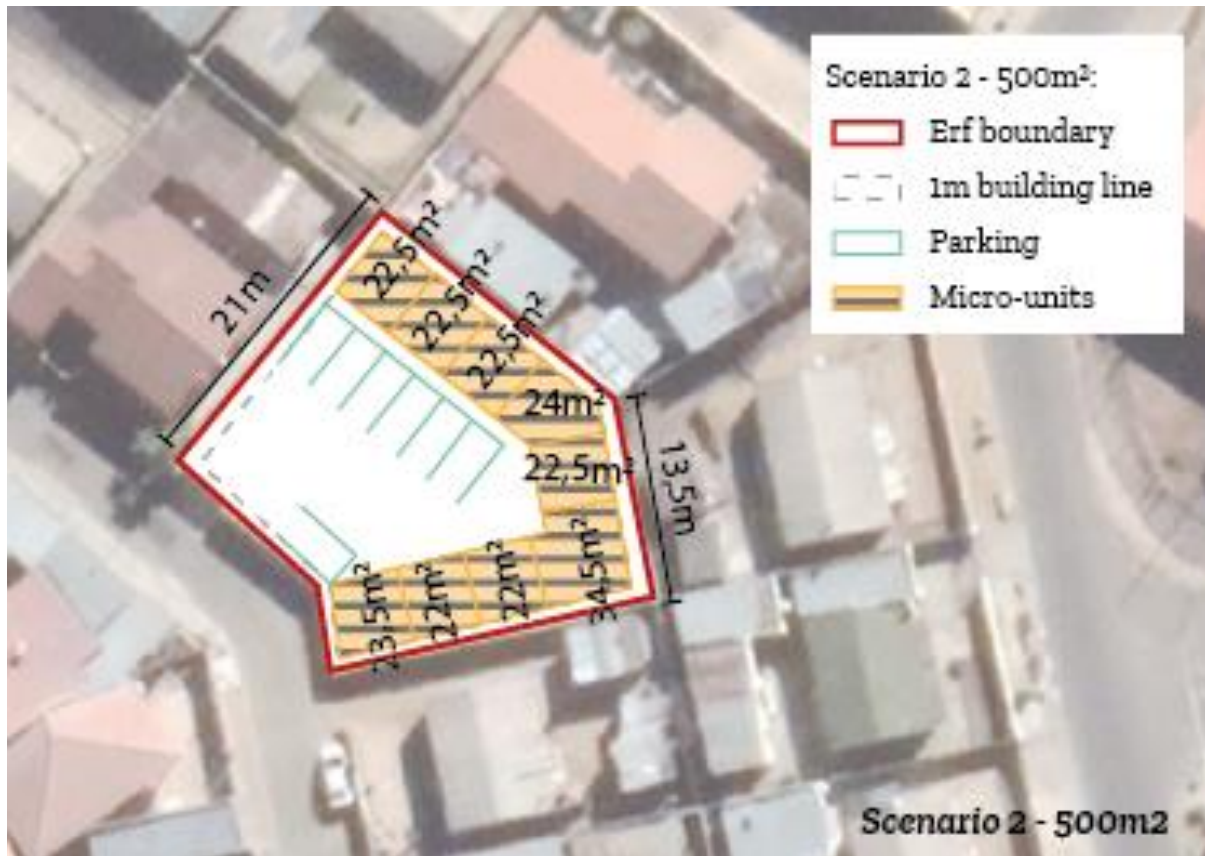 Scenario 2 - 500m²:
Erf boundary
1m building line
Parking
Micro-units
21m
22,5m²
22,5m²
22,5m²
24m²
22,5m²
13,5m
23,5m²
22m²
22m²
34,5m²
Scenario 2 - 500m2